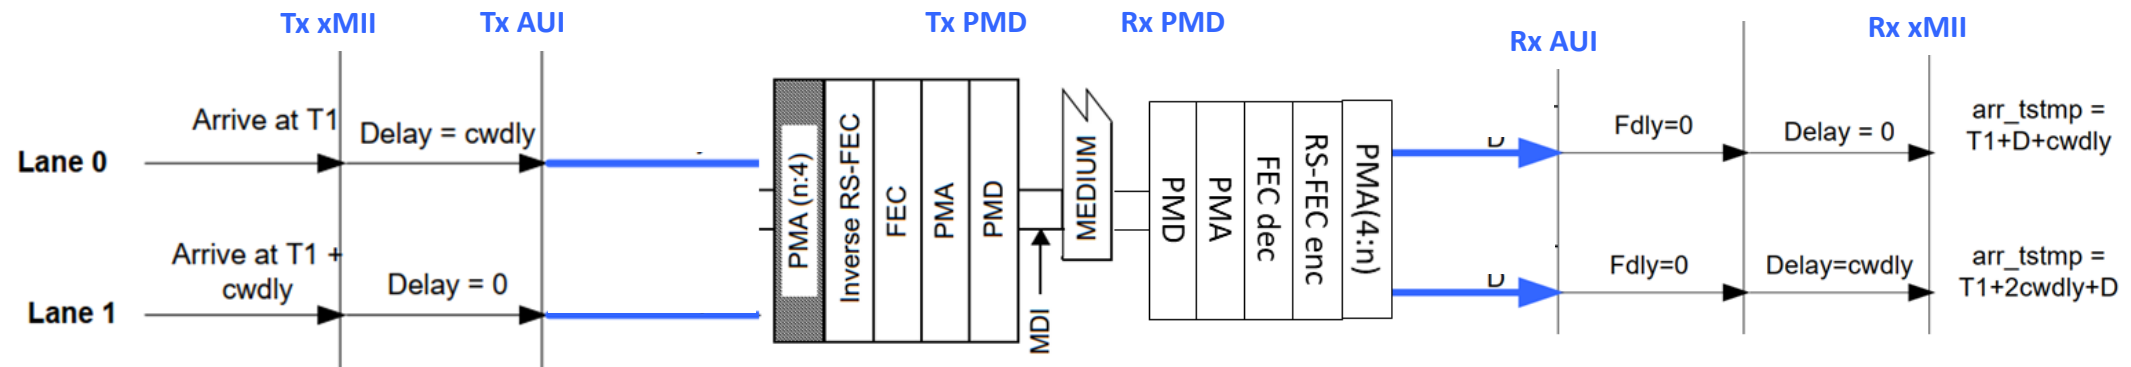 Tx xMII
Tx AUI
Tx PMD
Rx PMD
Rx AUI
Rx xMII
Lane 0
Arrive at T1
Delay = cwdly
Fdly=0
Delay = 0
arr_tstmp =
T1+D+cwdly
Lane 1
Arrive at T1 +
cwdly
Delay = 0
PMA (n:4)
Inverse RS-FEC
FEC
PMA
PMD
MDI
MEDIUM
PMD
PMA
FEC dec
RS-FEC enc
PMA(4:n)
Fdly=0
Delay=cwdly
arr_tstmp =
T1+2cwdly+D